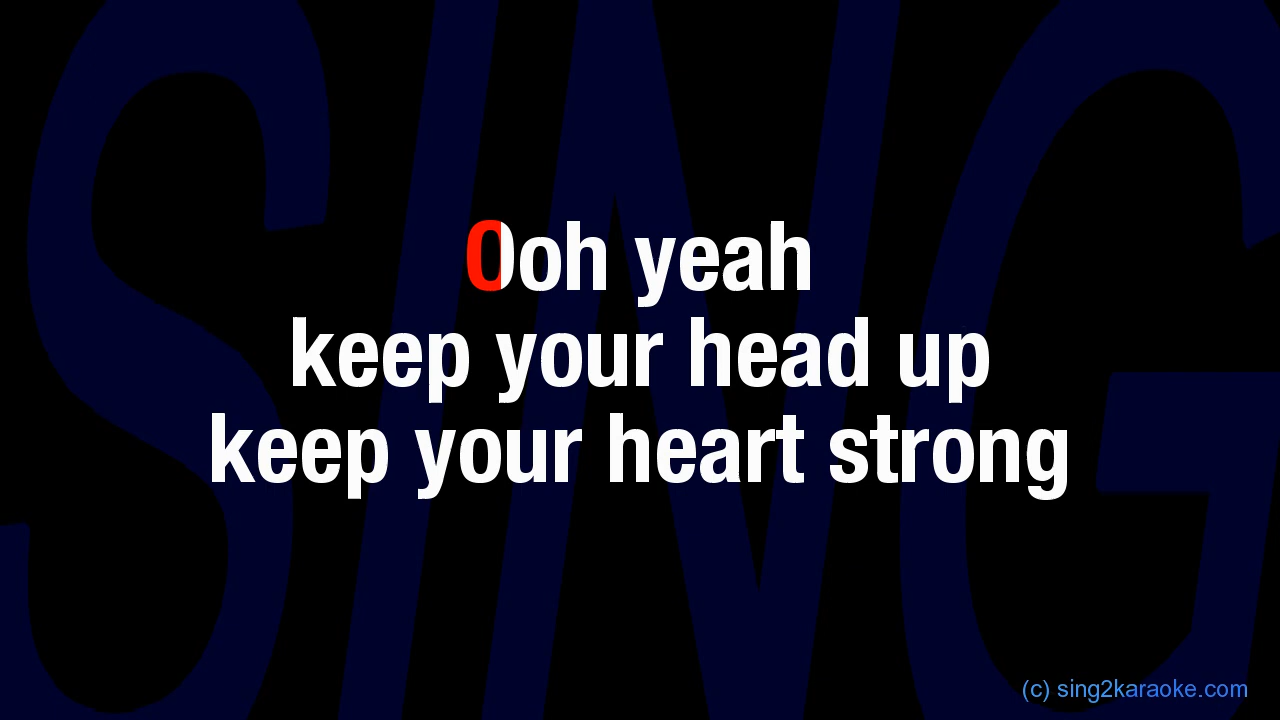 SING
Ooh yeah
keep your head up
keep your heart strong
(c) sing2karaoke.com